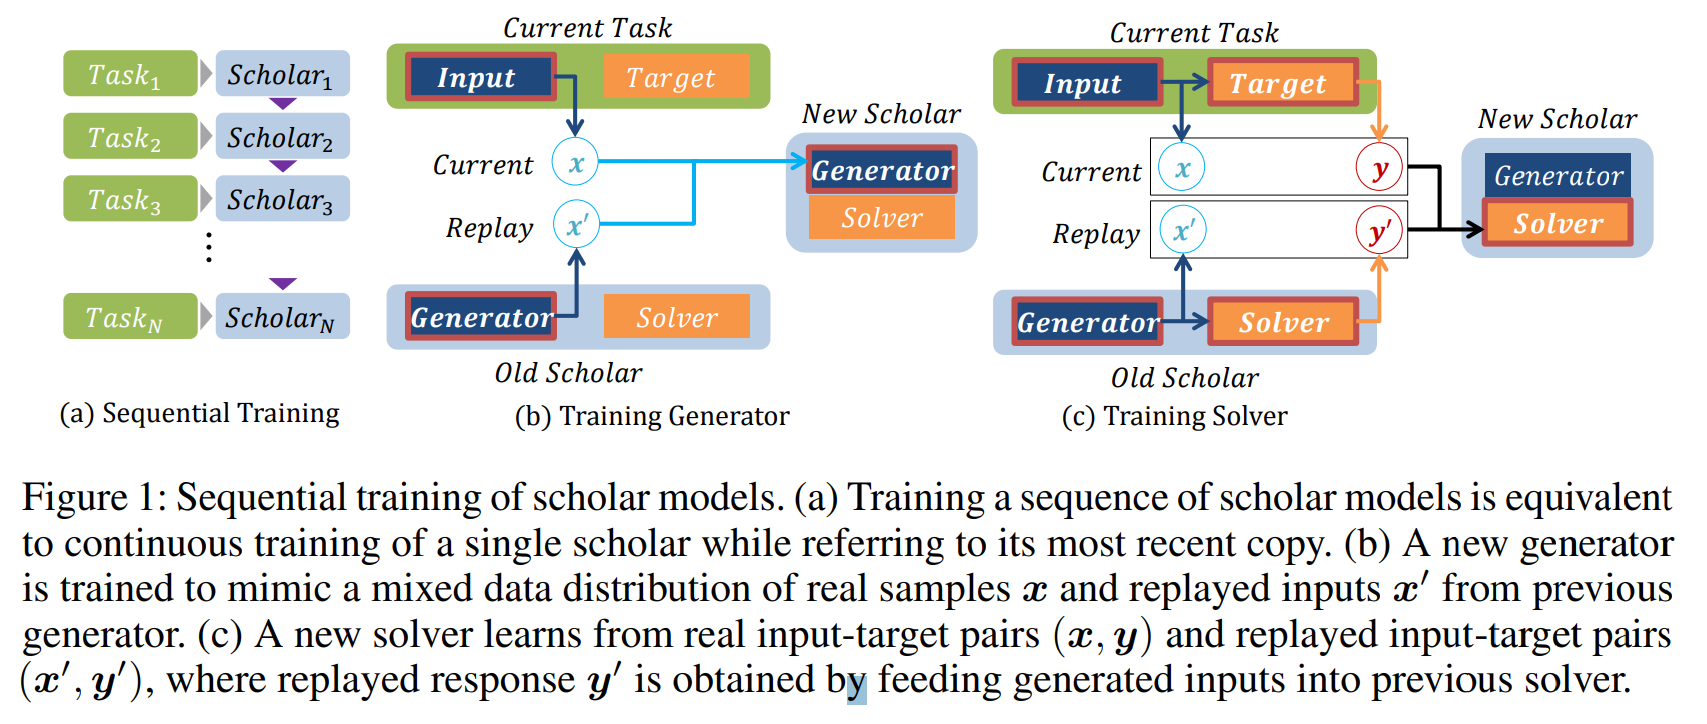 Task₁
Scholar₁
Task₂
Scholar₂
Task₃
Scholar₃
⋮
Task_N
Scholar_N
(a) Sequential Training
Current Task
Input
Target
Current
x
Replay
x′
New Scholar
Generator
Solver
Generator
Solver
Old Scholar
(b) Training Generator
Current Task
Input
Target
Current
x
y
Replay
x′
y′
New Scholar
Generator
Solver
Generator
Solver
Old Scholar
(c) Training Solver
Figure 1: Sequential training of scholar models. (a) Training a sequence of scholar models is equivalent
to continuous training of a single scholar while referring to its most recent copy. (b) A new generator
is trained to mimic a mixed data distribution of real samples x and replayed inputs x′ from previous
generator. (c) A new solver learns from real input-target pairs (x, y) and replayed input-target pairs
(x′, y′), where replayed response y′ is obtained by feeding generated inputs into previous solver.